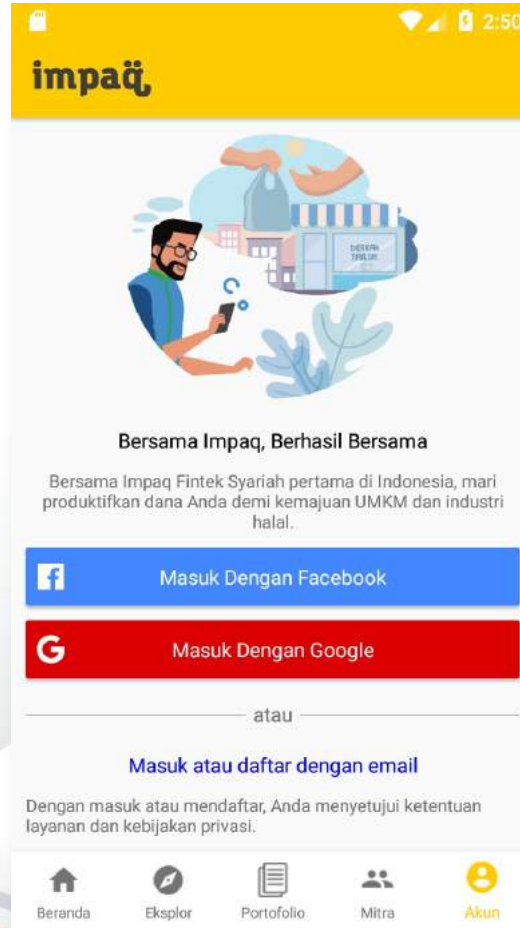 2:50
impaq
Bersama Impaq, Berhasil Bersama
Bersama Impaq Fintek Syariah pertama di Indonesia, mari
produktifkan dana Anda demi kemajuan UMKM dan industri
halal.
Masuk Dengan Facebook
Masuk Dengan Google
atau
Masuk atau daftar dengan email
Dengan masuk atau mendaftar, Anda menyetujui ketentuan
layanan dan kebijakan privasi.
Beranda Eksplor Portofolio Mitra Akun